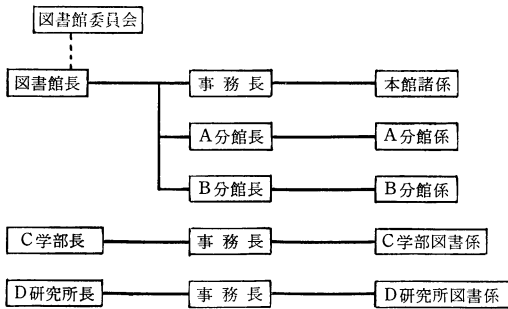 図書館委員会
図書館長 事務長 本館諸係
A分館長 A分館係
B分館長 B分館係
C学部長 事務長 C学部図書係
D研究所長 事務長 D研究所図書係